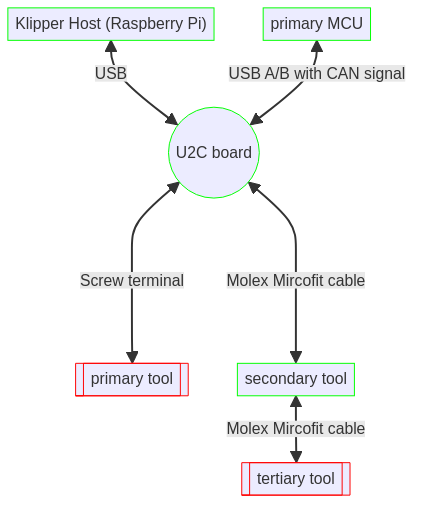 Klipper Host (Raspberry Pi)
primary MCU
USB
USB A/B with CAN signal
U2C board
Screw terminal
Molex Mircofit cable
primary tool
secondary tool
Molex Mircofit cable
tertiary tool